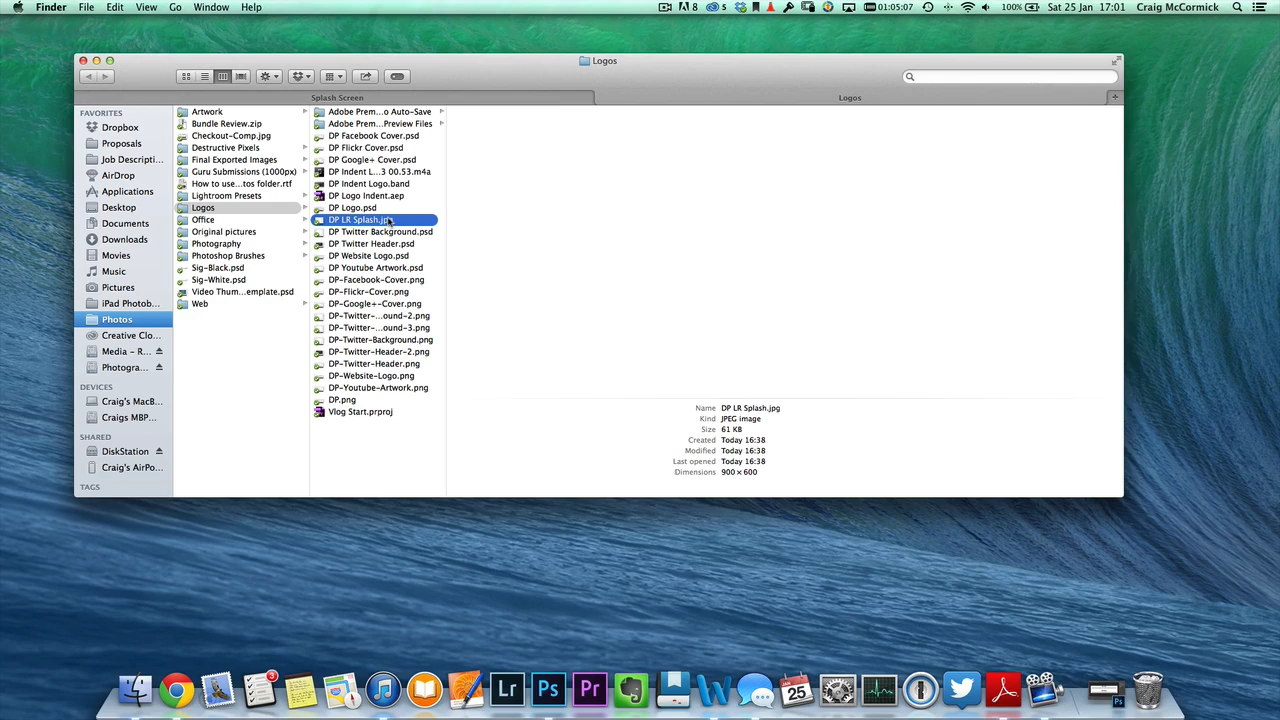 Finder File Edit View Go Window Help 8 s 01:05:07 100% Sat 25 Jan 17:01 Craig McCormick
Logos
Splash Screen Logos +
FAVORITES
Dropbox
Proposals
Job Descripti...
AirDrop
Applications
Desktop
Documents
Downloads
Movies
Music
Pictures
iPad Photob...
Photos
Creative Clo...
Media – R...
Photogra...
DEVICES
Craig's MacB...
Craigs MBP...
SHARED
DiskStation
Craig's AirPo...
TAGS
Artwork
Bundle Review.zip
Checkout-Comp.jpg
Destructive Pixels
Final Exported Images
Guru Submissions (1000px)
How to use...tos folder.rtf
Lightroom Presets
Logos
Office
Original pictures
Photography
Photoshop Brushes
Sig-Black.psd
Sig-White.psd
Video Thum...emplate.psd
Web
Adobe Prem...o Auto-Save
Adobe Prem...Preview Files
DP Facebook Cover.psd
DP Flickr Cover.psd
DP Google+ Cover.psd
DP Indent L...3 00.53.m4a
DP Indent Logo.band
DP Logo Indent.aep
DP Logo.psd
DP LR Splash.jpg
DP Twitter Background.psd
DP Twitter Header.psd
DP Website Logo.psd
DP Youtube Artwork.psd
DP-Facebook-Cover.png
DP-Flickr-Cover.png
DP-Google+-Cover.png
DP-Twitter-...ound-2.png
DP-Twitter-...ound-3.png
DP-Twitter-Background.png
DP-Twitter-Header-2.png
DP-Twitter-Header.png
DP-Website-Logo.png
DP-Youtube-Artwork.png
DP.png
Vlog Start.prproj
Name DP LR Splash.jpg
Kind JPEG image
Size 61 KB
Created Today 16:38
Modified Today 16:38
Last opened Today 16:38
Dimensions 900 × 600
3 Lr Ps Pr W JAN 25 Ps